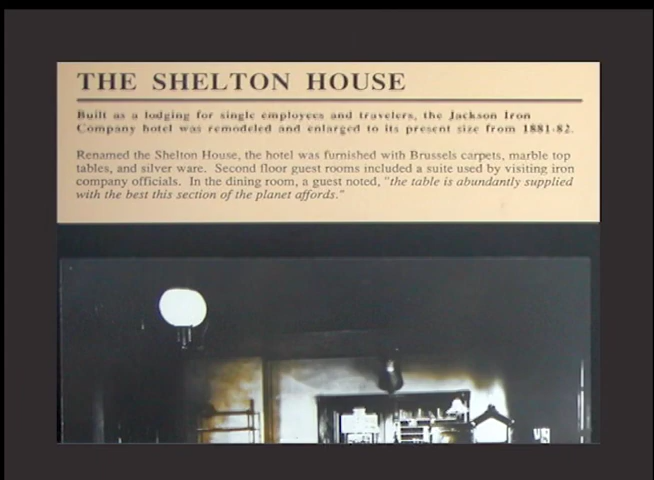 THE SHELTON HOUSE
Built as a lodging for single employees and travelers, the Jackson Iron
Company hotel was remodeled and enlarged to its present size from 1881-82.
Renamed the Shelton House, the hotel was furnished with Brussels carpets, marble top
tables, and silver ware. Second floor guest rooms included a suite used by visiting iron
company officials. In the dining room, a guest noted, "the table is abundantly supplied
with the best this section of the planet affords."